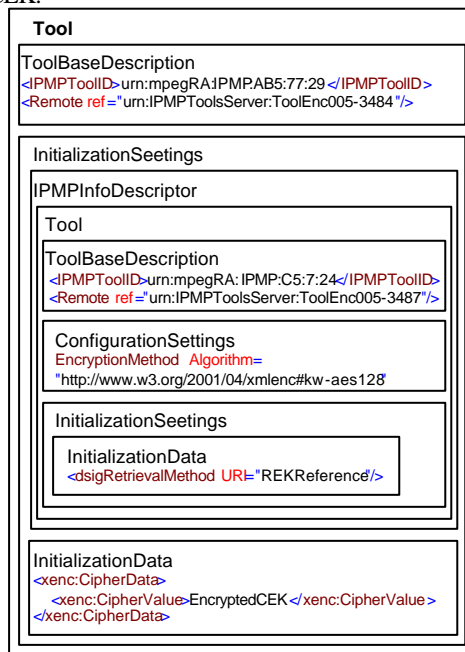 CEK.
Tool
ToolBaseDescription
<IPMPToolID>urn:mpegRA:IPMP:AB5:77:29</IPMPToolID>
<Remote ref="urn:IPMPToolsServer:ToolEnc005-3484"/>
InitializationSeetings
IPMPInfoDescriptor
Tool
ToolBaseDescription
<IPMPToolID>urn:mpegRA:IPMP:C5:7:24</IPMPToolID>
<Remote ref="urn:IPMPToolsServer:ToolEnc005-3487"/>
ConfigurationSettings
EncryptionMethod Algorithm=
"http://www.w3.org/2001/04/xmlenc#kw-aes128"
InitializationSeetings
InitializationData
<dsigRetrievalMethod URI="REKReference"/>
InitializationData
<xenc:CipherData>
<xenc:CipherValue>EncryptedCEK</xenc:CipherValue>
</xenc:CipherData>